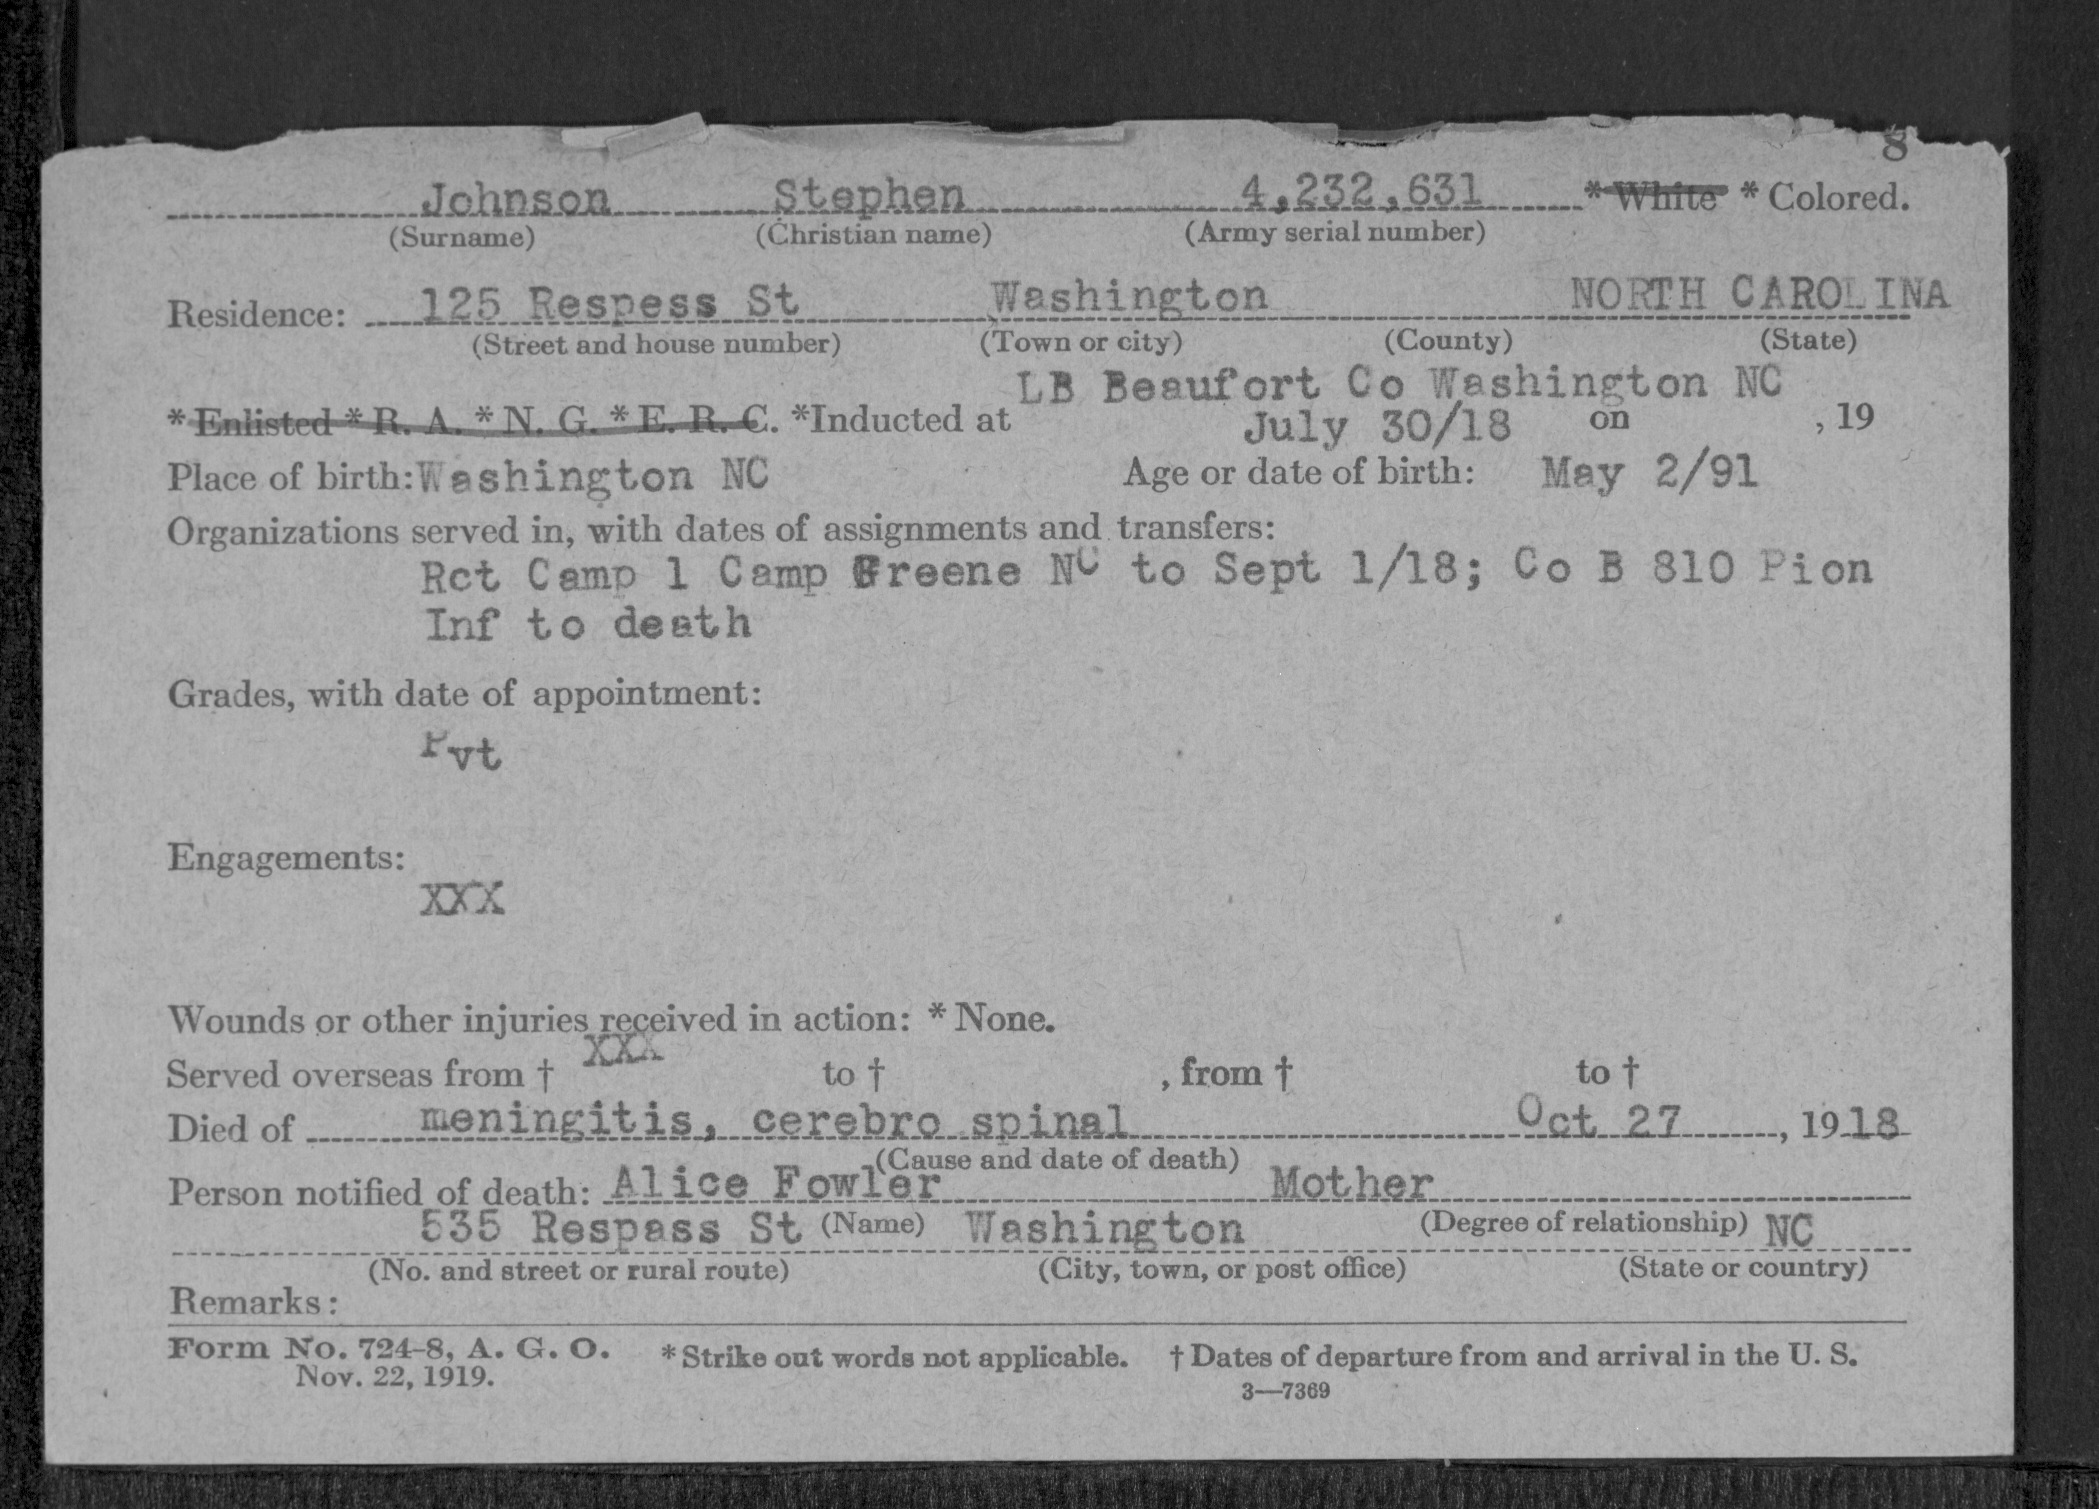 8
Johnson Stephen 4,232,631 * White * Colored.
(Surname) (Christian name) (Army serial number)
Residence: 125 Respess St Washington NORTH CAROLINA
(Street and house number) (Town or city) (County) (State)
LB Beaufort Co Washington NC
* Enlisted * R. A. * N. G. * E. R. C. *Inducted at July 30/18 on , 19
Place of birth: Washington NC Age or date of birth: May 2/91
Organizations served in, with dates of assignments and transfers:
Rct Camp 1 Camp Greene NC to Sept 1/18; Co B 810 Pion
Inf to death
Grades, with date of appointment:
Pvt
Engagements:
XXX
Wounds or other injuries received in action: * None.
XXX
Served overseas from † to † , from † to †
Died of meningitis, cerebro spinal Oct 27 , 1918
(Cause and date of death)
Person notified of death: Alice Fowler Mother
535 Respass St (Name) Washington (Degree of relationship) NC
(No. and street or rural route) (City, town, or post office) (State or country)
Remarks:
Form No. 724-8, A. G. O. * Strike out words not applicable. † Dates of departure from and arrival in the U. S.
Nov. 22, 1919. 3—7369